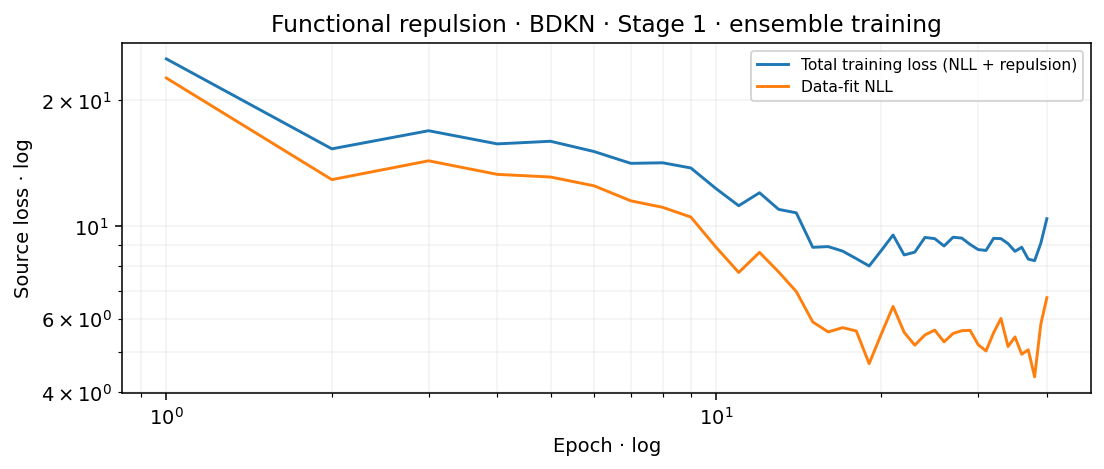 Functional repulsion · BDKN · Stage 1 · ensemble training
Total training loss (NLL + repulsion)
Data-fit NLL
Source loss · log
2 × 10¹
10¹
6 × 10⁰
4 × 10⁰
10⁰
10¹
Epoch · log